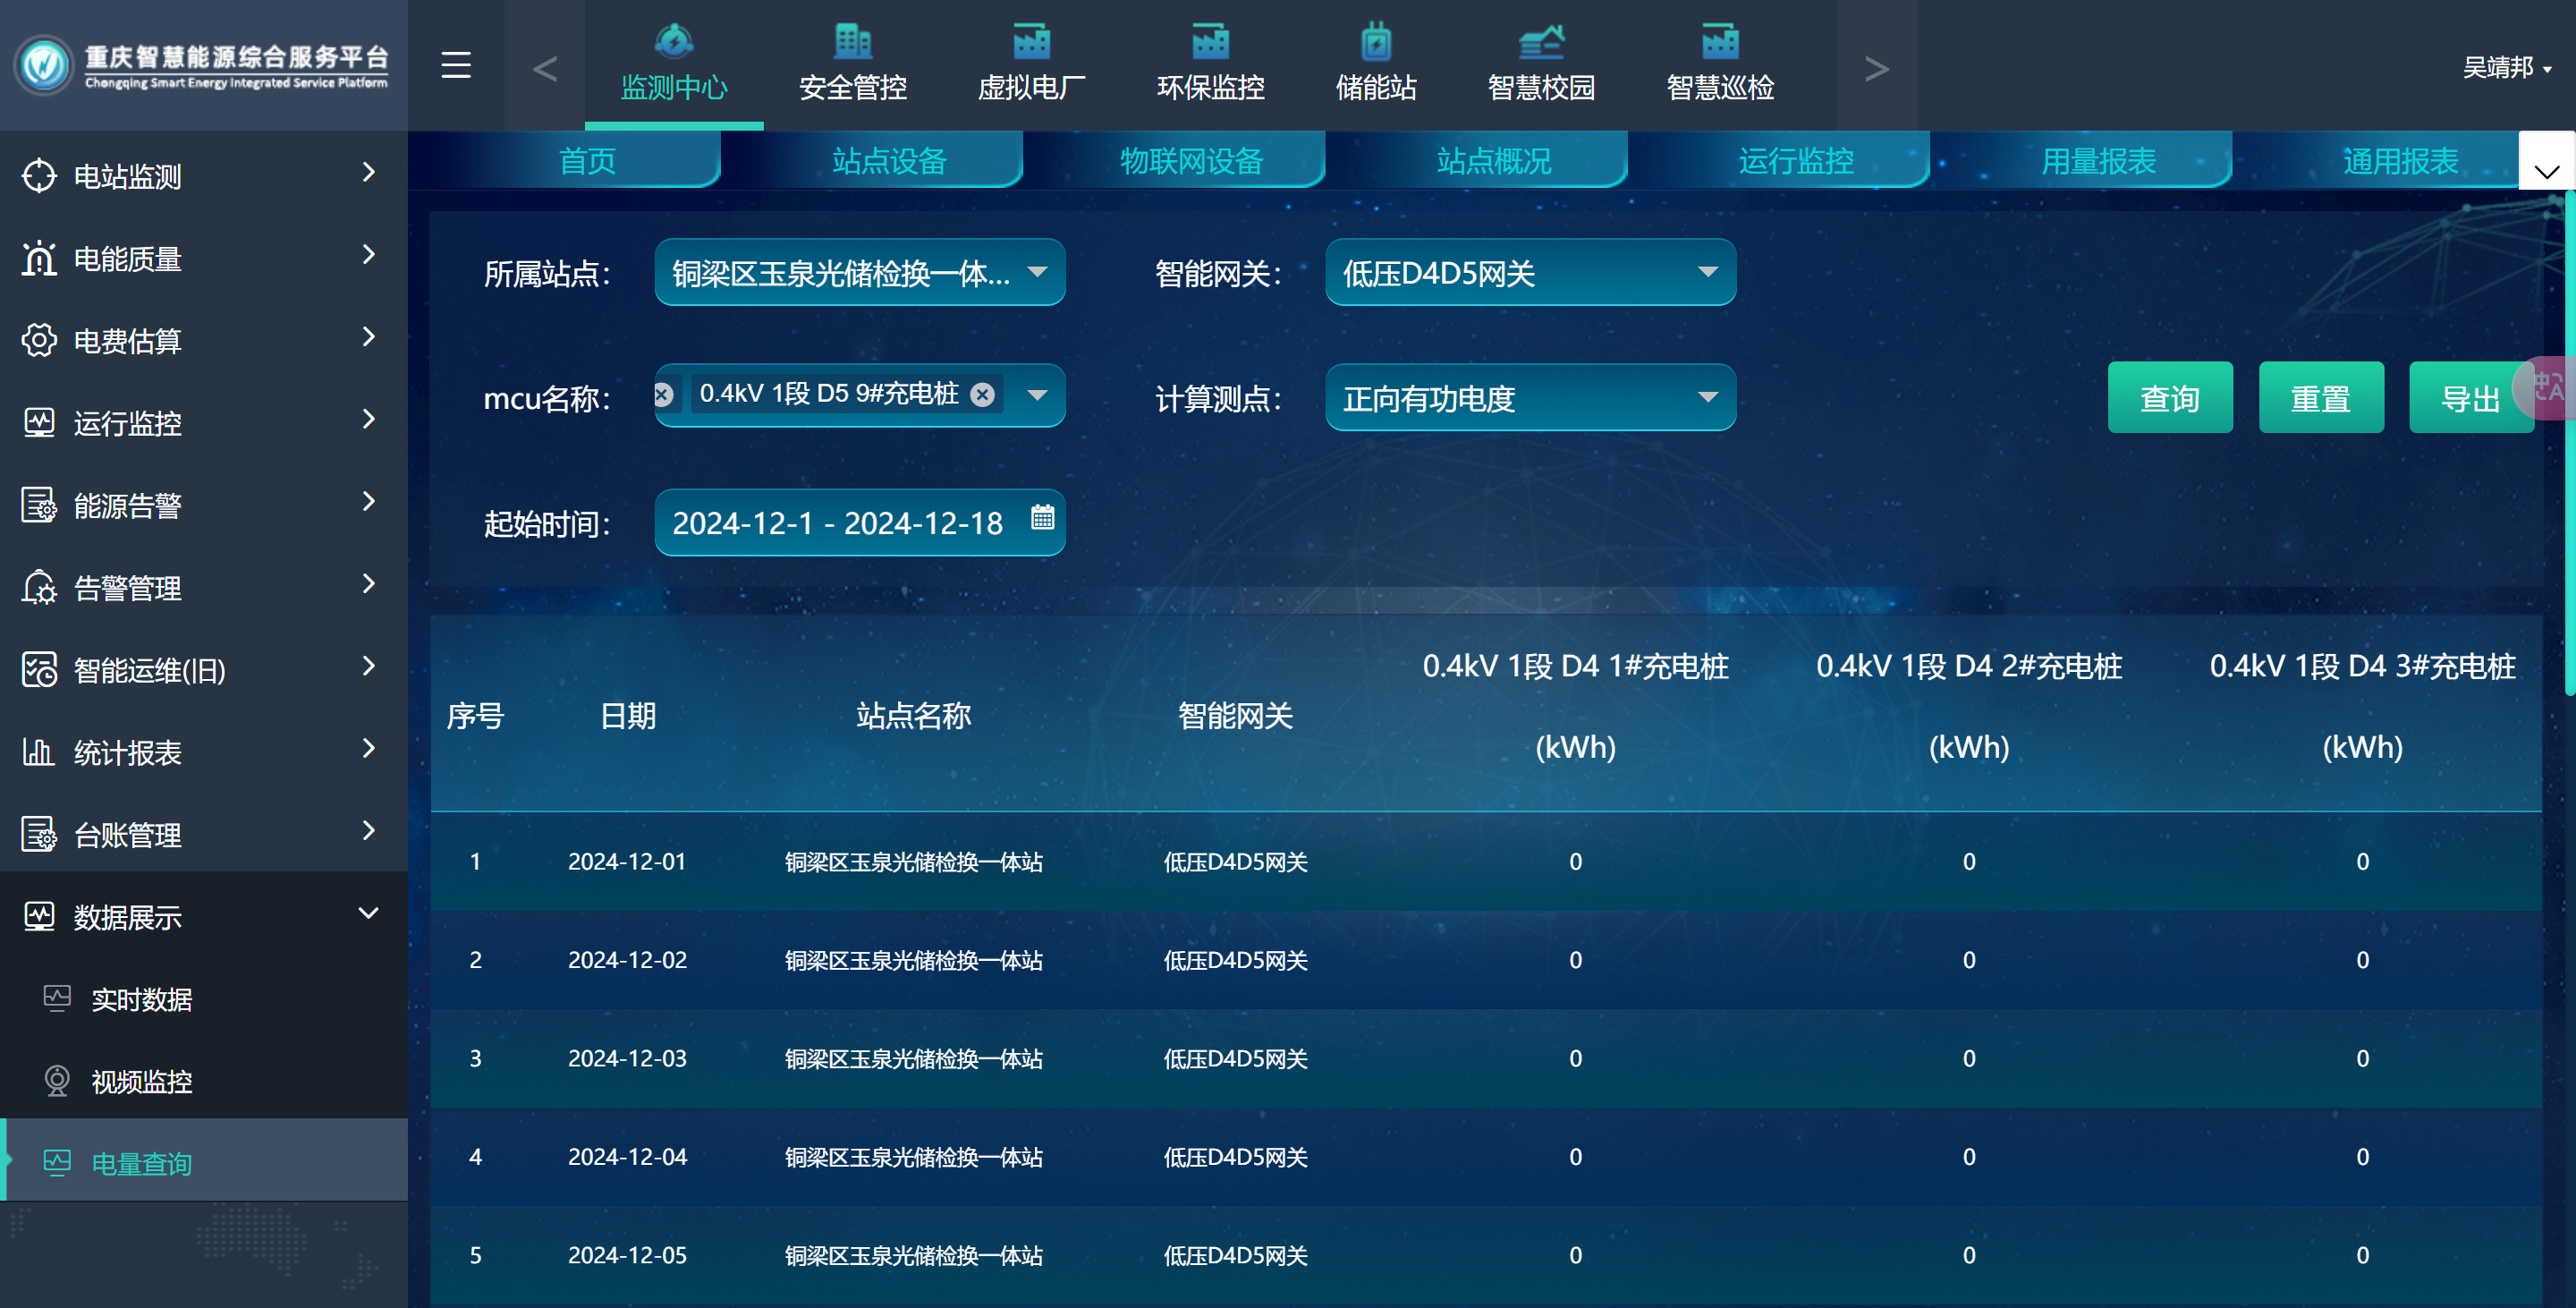 重庆智慧能源综合服务平台
Chongqing Smart Energy Integrated Service Platform
监测中心
安全管控
虚拟电厂
环保监控
储能站
智慧校园
智慧巡检
吴靖邦
电站监测
电能质量
电费估算
运行监控
能源告警
告警管理
智能运维(旧)
统计报表
台账管理
数据展示
实时数据
视频监控
电量查询
首页
站点设备
物联网设备
站点概况
运行监控
用量报表
通用报表
所属站点： 铜梁区玉泉光储检换一体... 智能网关： 低压D4D5网关
mcu名称： 0.4kV 1段 D5 9#充电桩 计算测点： 正向有功电度 查询 重置 导出
中 A
起始时间： 2024-12-1 - 2024-12-18
序号 日期 站点名称 智能网关 0.4kV 1段 D4 1#充电桩 (kWh) 0.4kV 1段 D4 2#充电桩 (kWh) 0.4kV 1段 D4 3#充电桩 (kWh)
1 2024-12-01 铜梁区玉泉光储检换一体站 低压D4D5网关 0 0 0
2 2024-12-02 铜梁区玉泉光储检换一体站 低压D4D5网关 0 0 0
3 2024-12-03 铜梁区玉泉光储检换一体站 低压D4D5网关 0 0 0
4 2024-12-04 铜梁区玉泉光储检换一体站 低压D4D5网关 0 0 0
5 2024-12-05 铜梁区玉泉光储检换一体站 低压D4D5网关 0 0 0